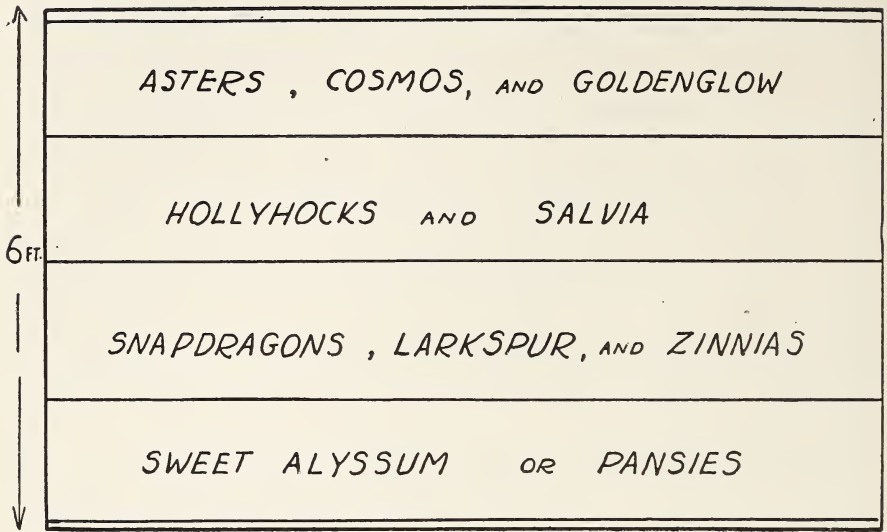 ASTERS, COSMOS, AND GOLDENGLOW
HOLLYHOCKS AND SALVIA
6 FT.
SNAPDRAGONS, LARKSPUR, AND ZINNIAS
SWEET ALYSSUM OR PANSIES